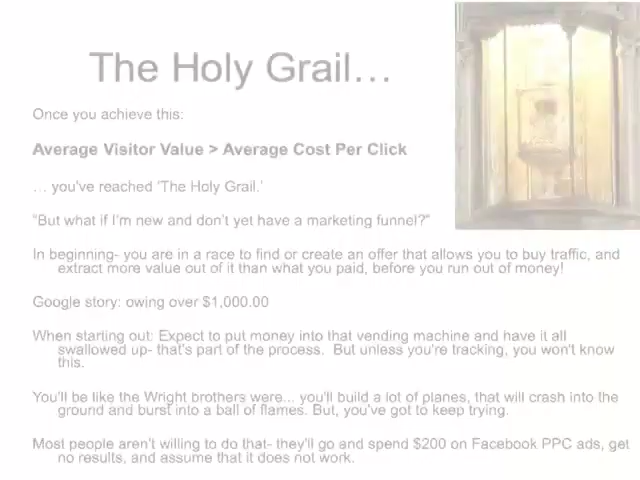 The Holy Grail…
Once you achieve this:
Average Visitor Value > Average Cost Per Click
… you've reached 'The Holy Grail.'
"But what if I'm new and don't yet have a marketing funnel?"
In beginning- you are in a race to find or create an offer that allows you to buy traffic, and
extract more value out of it than what you paid, before you run out of money!
Google story: owing over $1,000.00
When starting out: Expect to put money into that vending machine and have it all
swallowed up- that's part of the process.  But unless you're tracking, you won't know
this.
You'll be like the Wright brothers were... you'll build a lot of planes, that will crash into the
ground and burst into a ball of flames. But, you've got to keep trying.
Most people aren't willing to do that- they'll go and spend $200 on Facebook PPC ads, get
no results, and assume that it does not work.